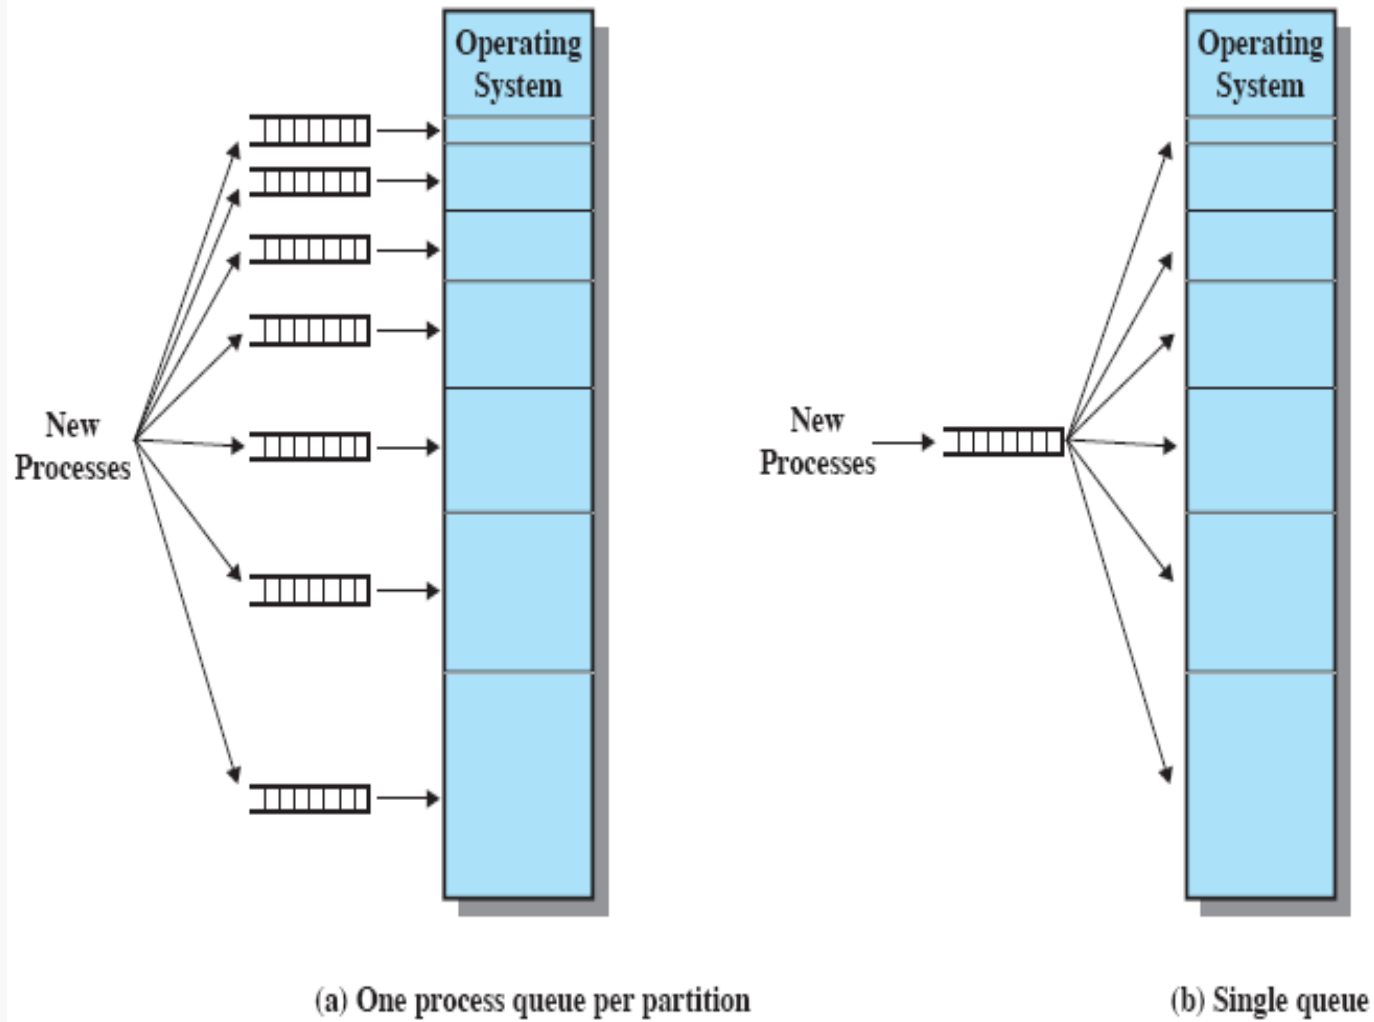 Operating
System
New
Processes
(a) One process queue per partition
Operating
System
New
Processes
(b) Single queue